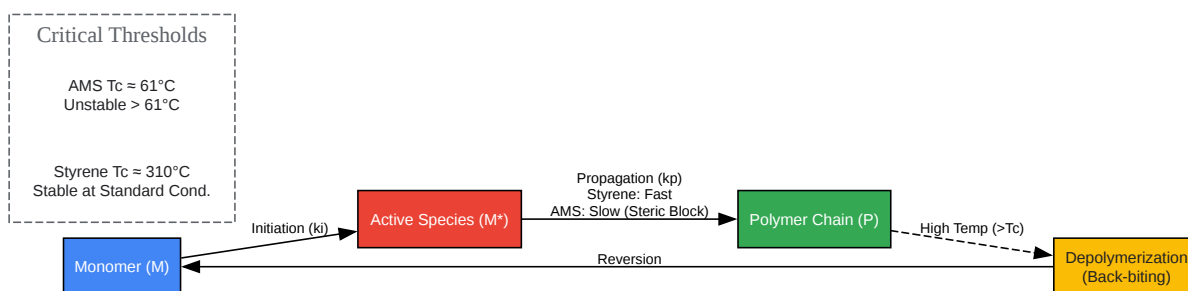 Critical Thresholds
AMS Tc ≈ 61°C
Unstable > 61°C
Styrene Tc ≈ 310°C
Stable at Standard Cond.
Monomer (M)
Initiation (ki)
Active Species (M*)
Propagation (kp)
Styrene: Fast
AMS: Slow (Steric Block)
Polymer Chain (P)
High Temp (>Tc)
Depolymerization
(Back-biting)
Reversion